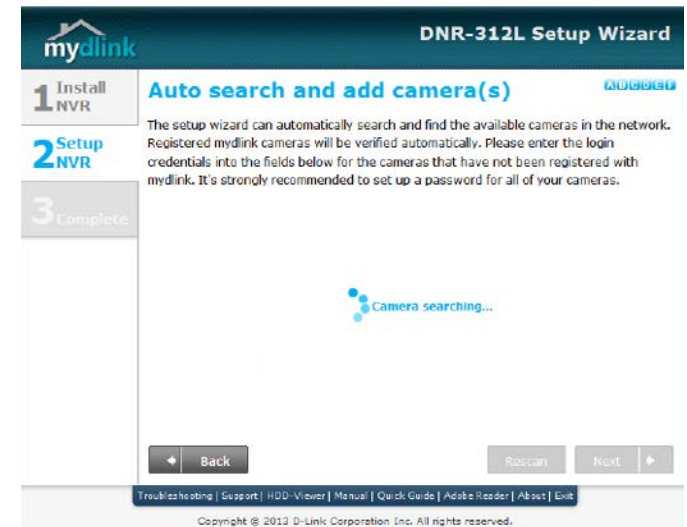 mydlink
DNR-312L Setup Wizard
1 Install
NVR
2 Setup
NVR
3 Complete
Auto search and add camera(s)
The setup wizard can automatically search and find the available cameras in the network.
Registered mydlink cameras will be verified automatically. Please enter the login
credentials into the fields below for the cameras that have not been registered with
mydlink. It's strongly recommended to set up a password for all of your cameras.
Camera searching...
Back
Rescan
Next
Troubleshooting | Support | HDD-Viewer | Manual | Quick Guide | Adobe Reader | About | Exit
Copyright © 2013 D-Link Corporation Inc. All rights reserved.